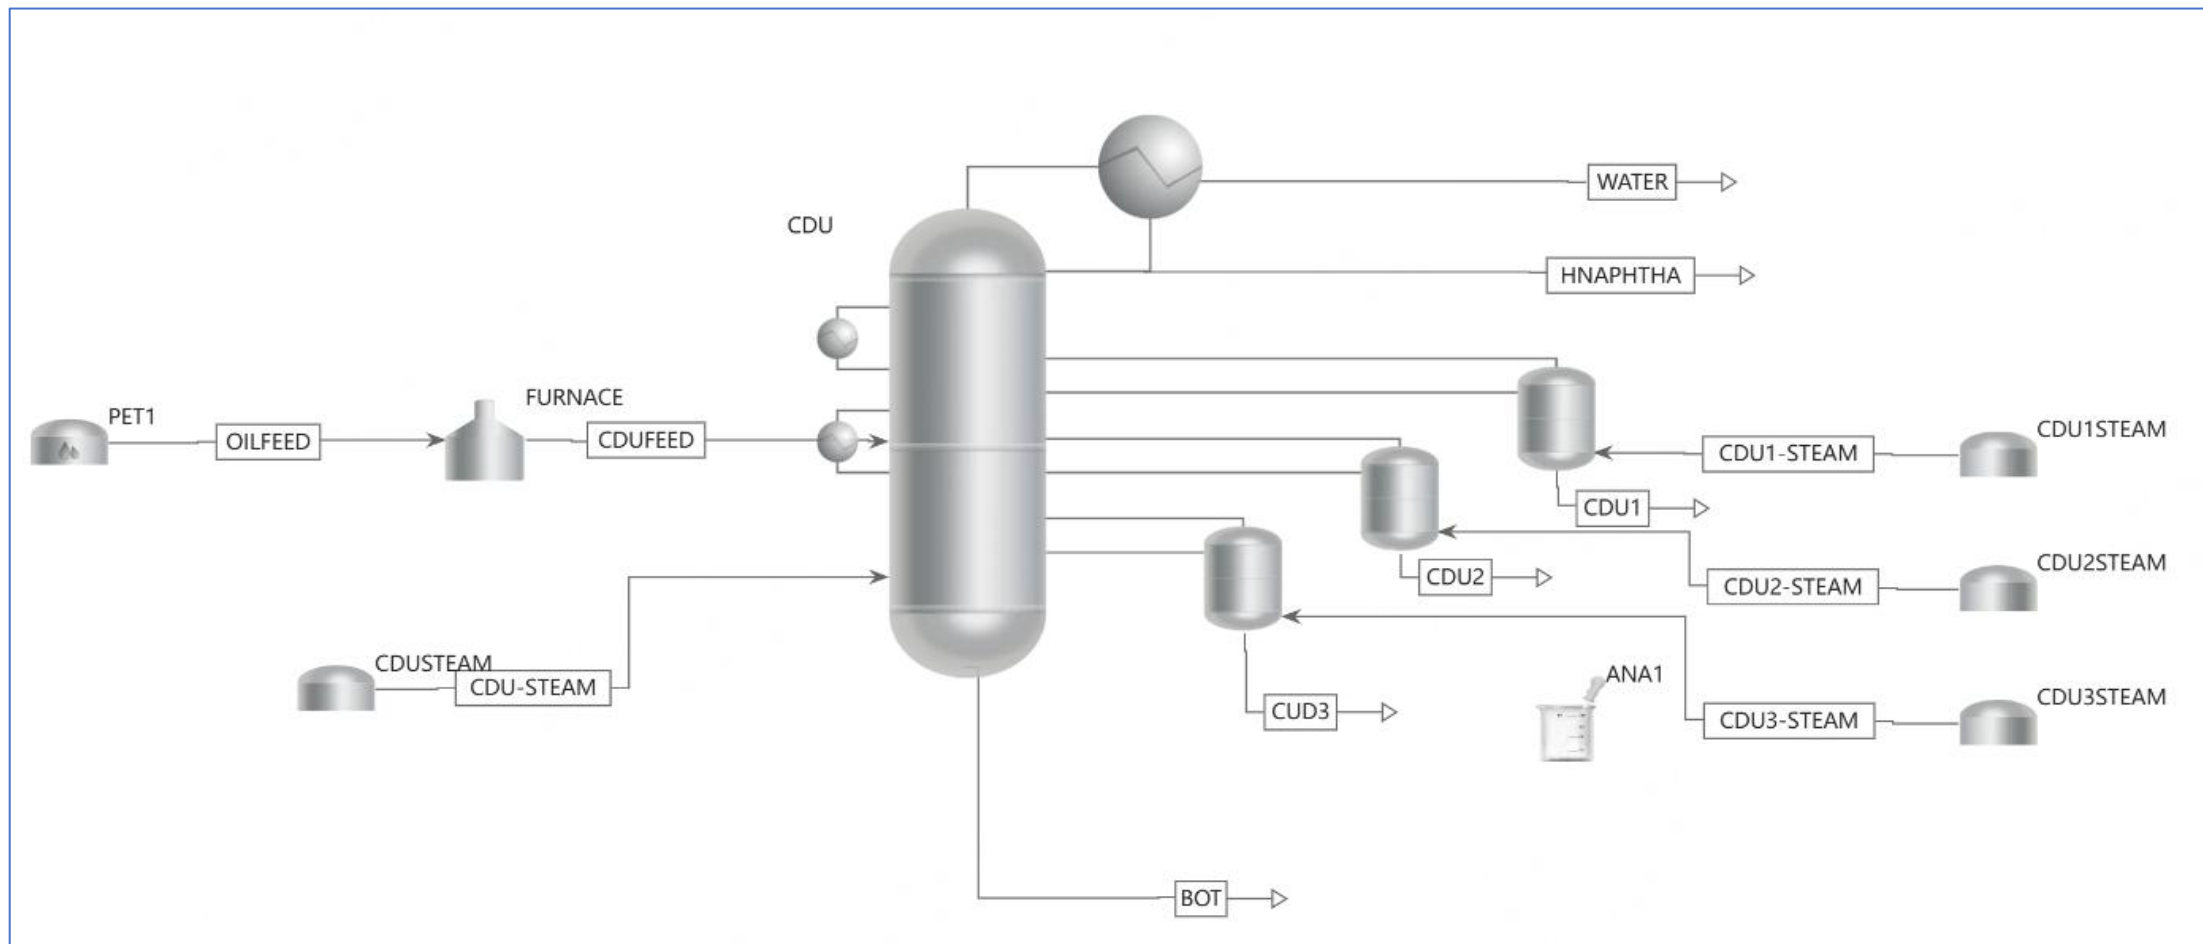 WATER
CDU
HNAPHTHA
PET1
FURNACE
OILFEED
CDUFEED
CDU1STEAM
CDU1-STEAM
CDU1
CDU2STEAM
CDU2-STEAM
CDU2
CDUSTEAM
CDU-STEAM
CUD3
ANA1
CDU3STEAM
CDU3-STEAM
BOT